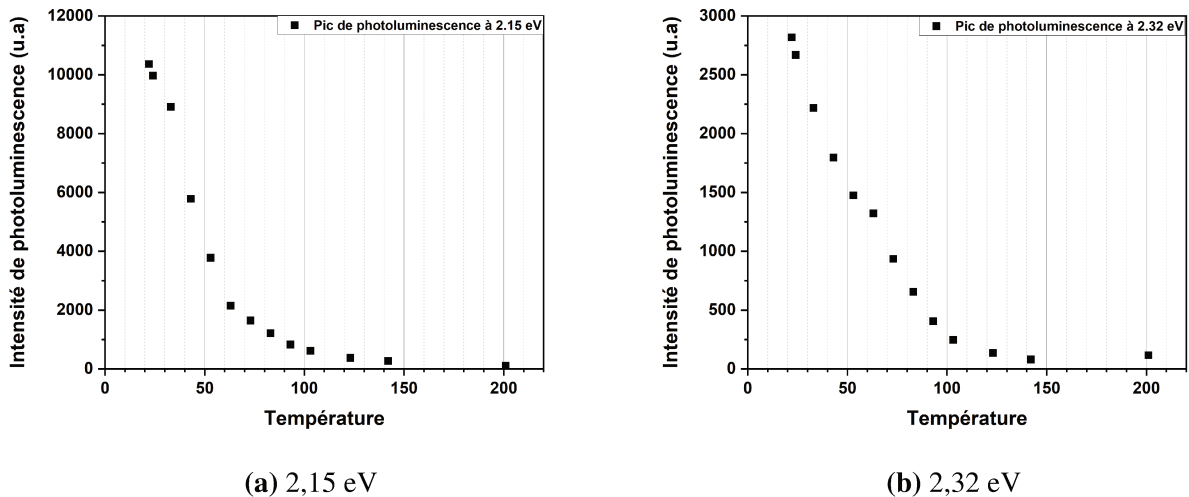 Pic de photoluminescence à 2.15 eV
Intensité de photoluminescence (u.a)
12000
10000
8000
6000
4000
2000
0
0 50 100 150 200
Température
(a) 2,15 eV
Pic de photoluminescence à 2.32 eV
Intensité de photoluminescence (u.a)
3000
2500
2000
1500
1000
500
0
0 50 100 150 200
Température
(b) 2,32 eV